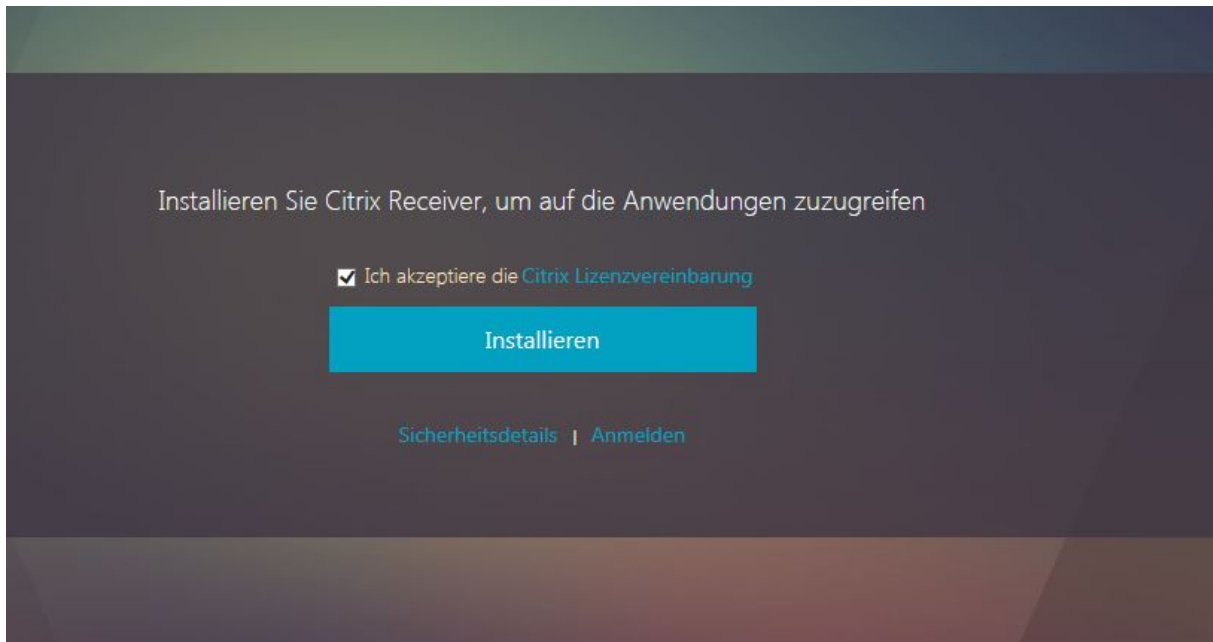 Installieren Sie Citrix Receiver, um auf die Anwendungen zuzugreifen
Ich akzeptiere die Citrix Lizenzvereinbarung
Installieren
Sicherheitsdetails | Anmelden